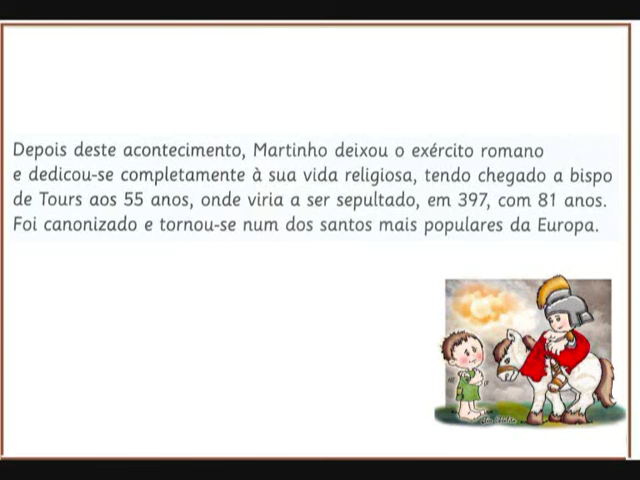 Depois deste acontecimento, Martinho deixou o exército romano
e dedicou-se completamente à sua vida religiosa, tendo chegado a bispo
de Tours aos 55 anos, onde viria a ser sepultado, em 397, com 81 anos.
Foi canonizado e tornou-se num dos santos mais populares da Europa.